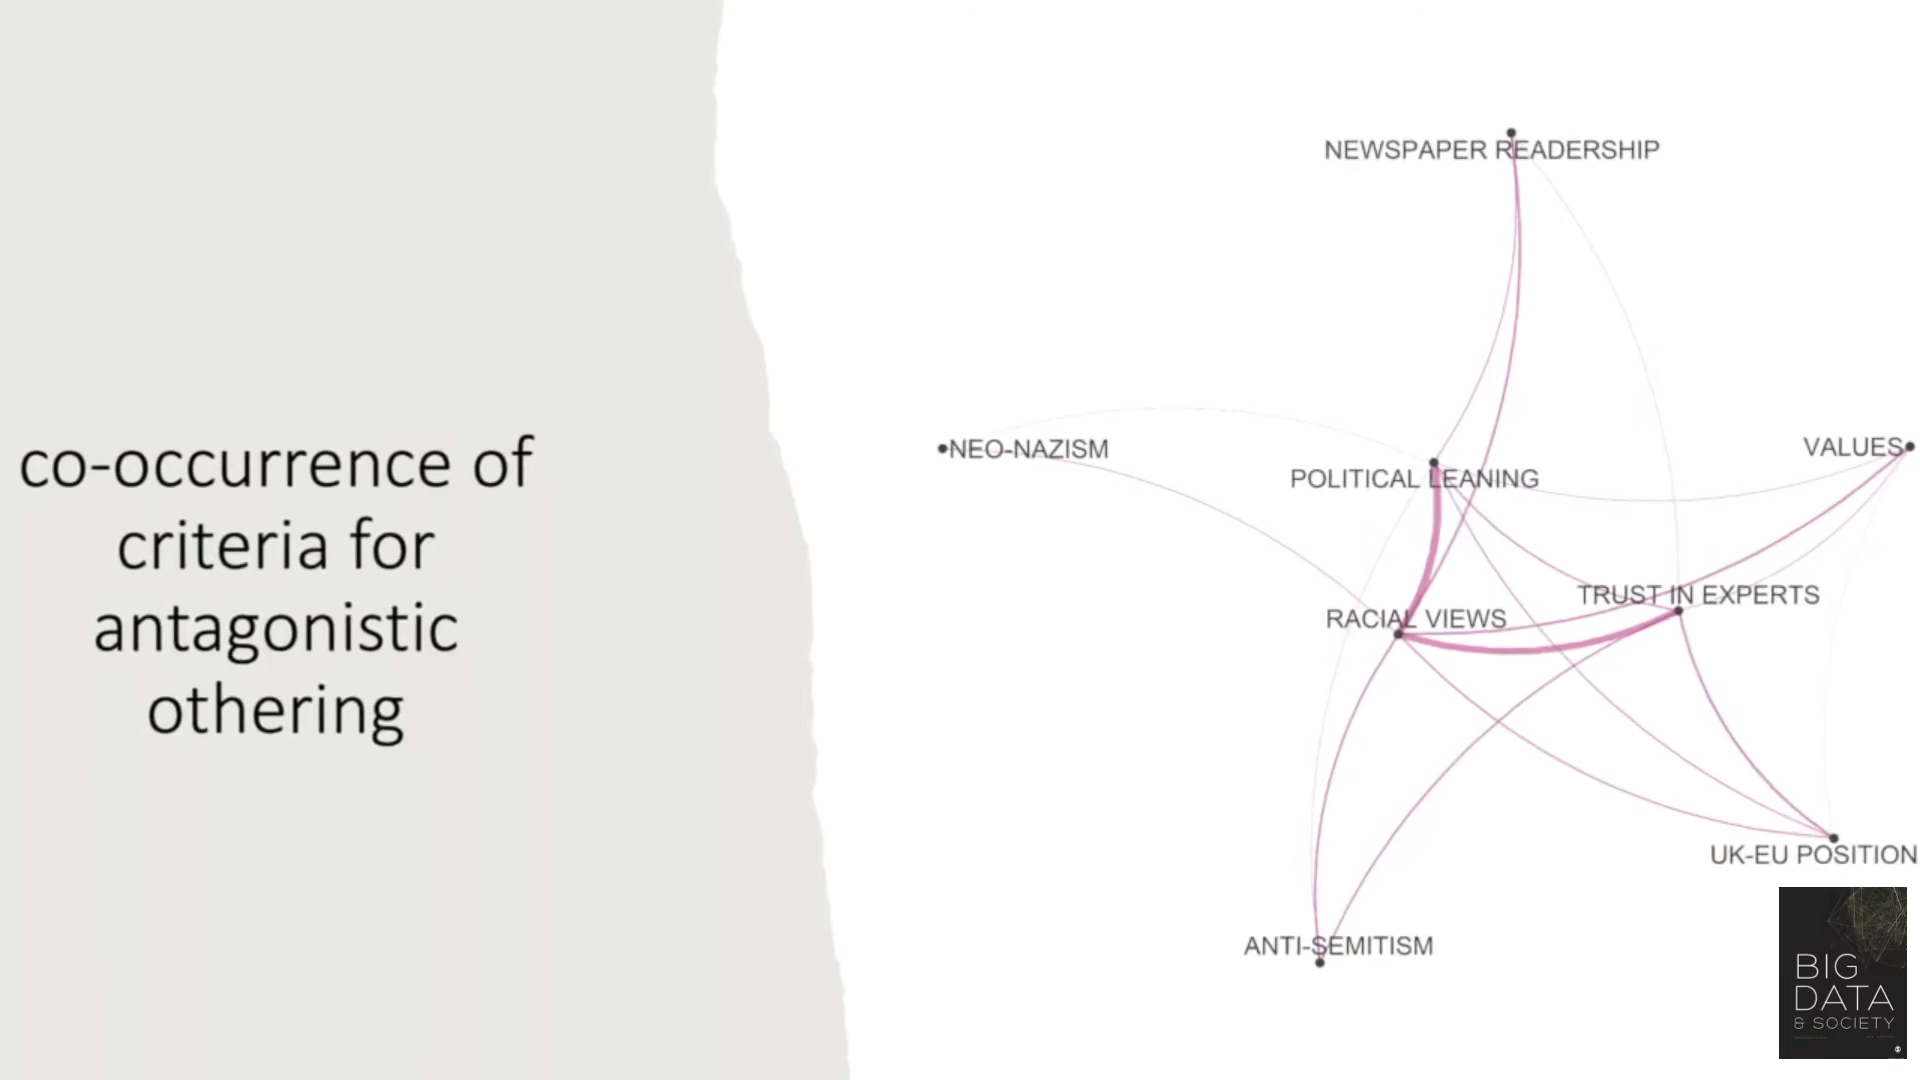 co-occurrence of
criteria for
antagonistic
othering
NEWSPAPER READERSHIP
NEO-NAZISM
POLITICAL LEANING
VALUES
TRUST IN EXPERTS
RACIAL VIEWS
UK-EU POSITION
ANTI-SEMITISM
BIG
DATA
& SOCIETY